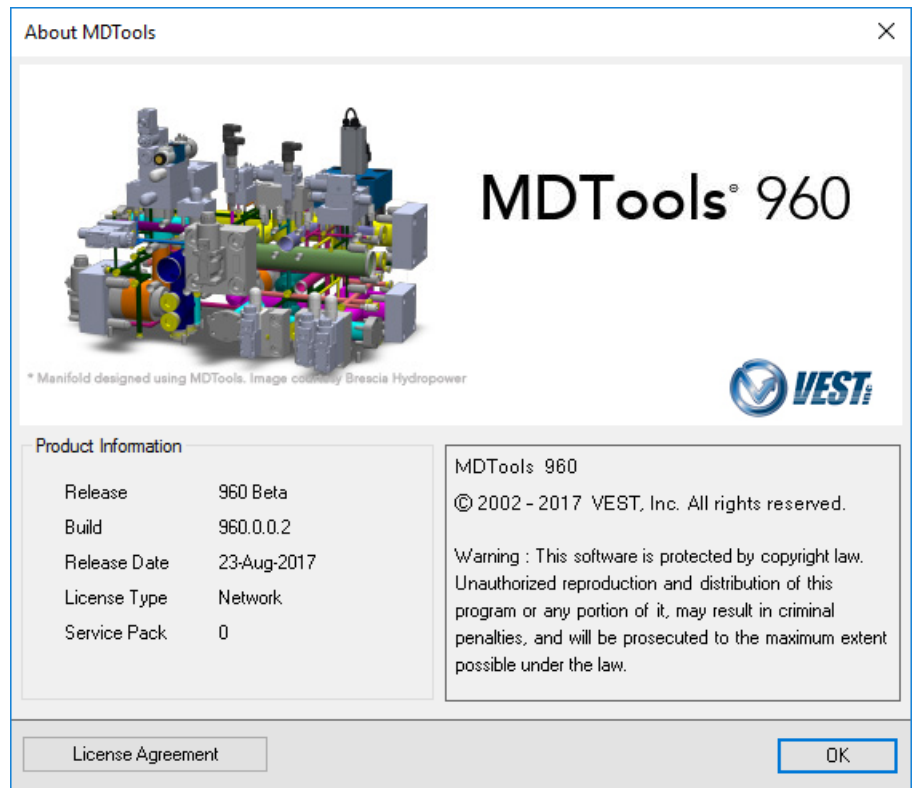 About MDTools
MDTools® 960
* Manifold designed using MDTools. Image courtesy Brescia Hydropower
VEST inc
Product Information
Release 960 Beta
Build 960.0.0.2
Release Date 23-Aug-2017
License Type Network
Service Pack 0
MDTools 960
© 2002 - 2017 VEST, Inc. All rights reserved.
Warning : This software is protected by copyright law.
Unauthorized reproduction and distribution of this
program or any portion of it, may result in criminal
penalties, and will be prosecuted to the maximum extent
possible under the law.
License Agreement
OK